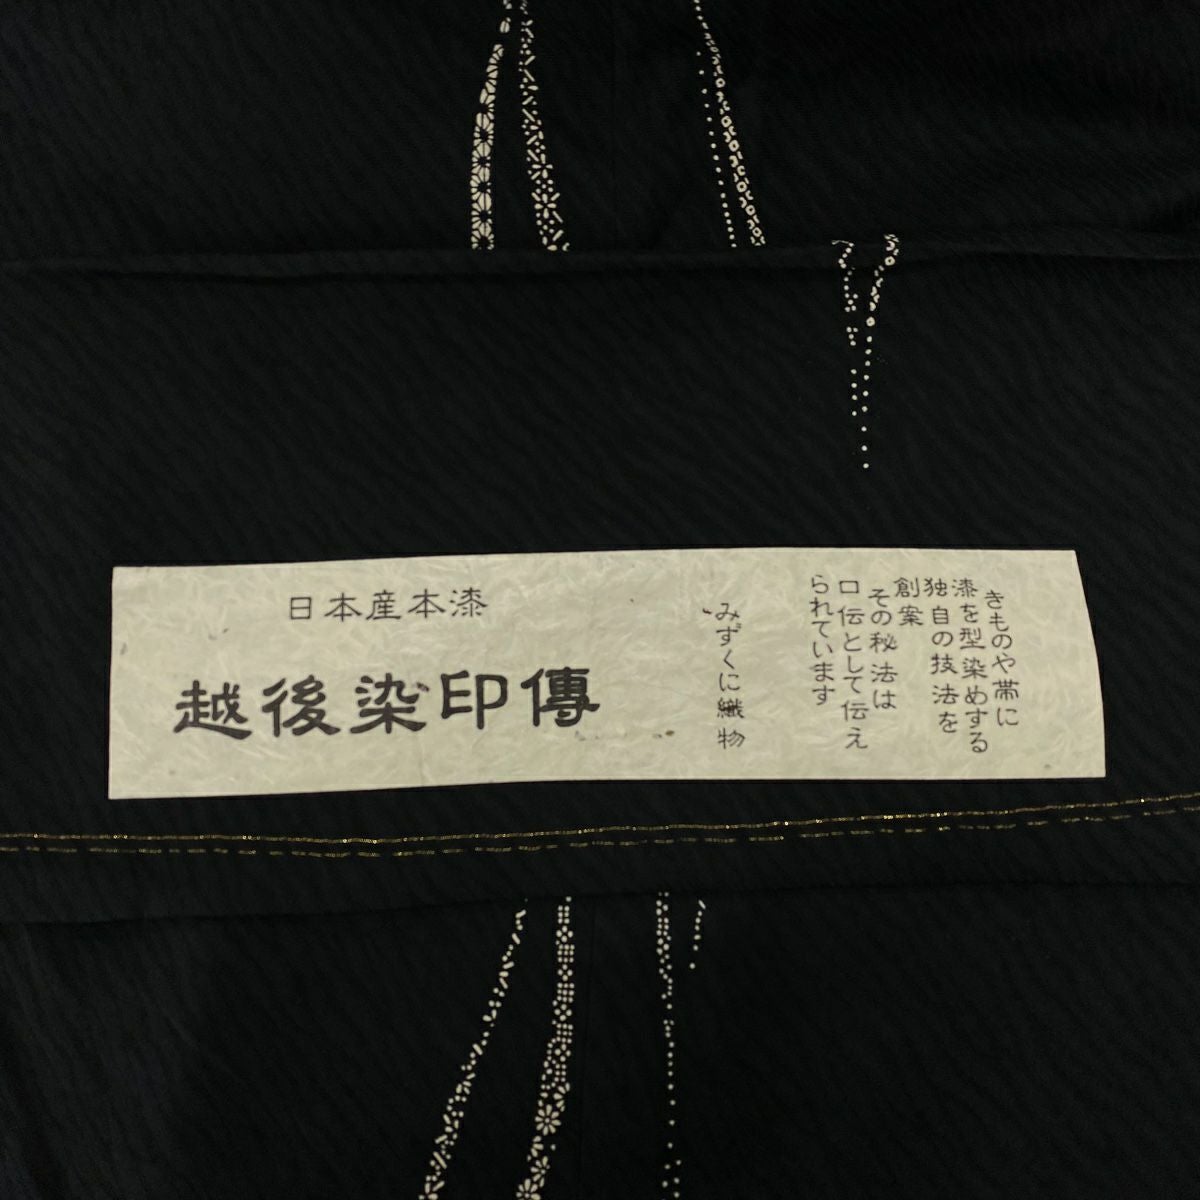 きものや帯に
漆を型染めする
独自の技法を
創案
その秘法は
口伝として伝え
られています
みずくに織物
日本産本漆
越後染印傳